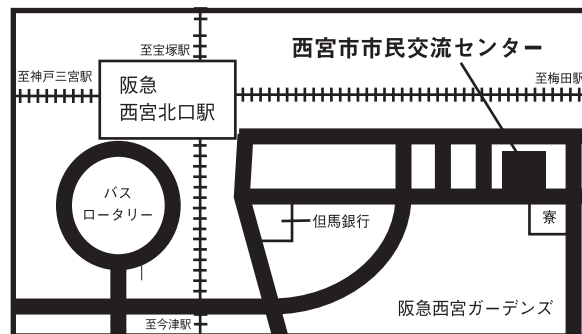 至宝塚駅
西宮市市民交流センター
至神戸三宮駅
阪急
西宮北口駅
至梅田駅
バス
ロータリー
但馬銀行
寮
阪急西宮ガーデンズ
至今津駅